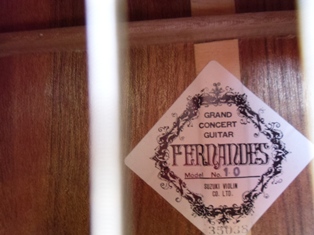 GRAND
CONCERT
GUITAR
FERNANDES
Model No. 10
SUZUKI VIOLIN
CO. LTD.